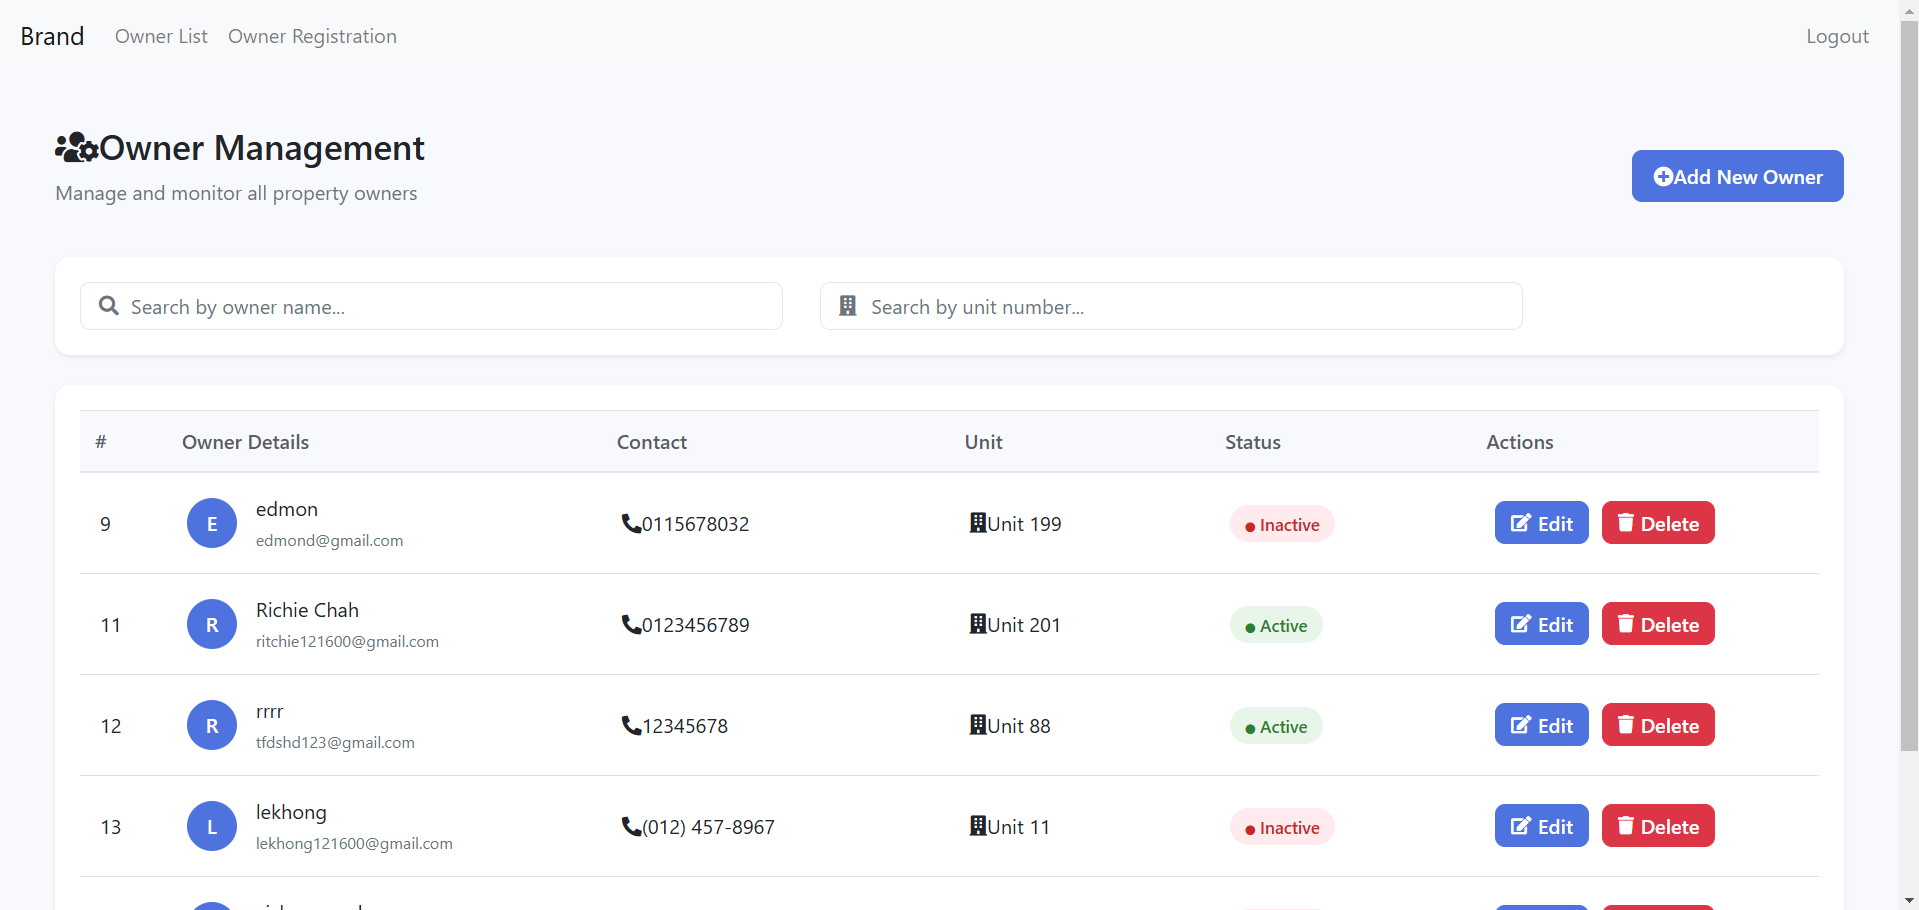 Brand Owner List Owner Registration Logout
Owner Management
Manage and monitor all property owners
Add New Owner
Search by owner name...
Search by unit number...
# Owner Details Contact Unit Status Actions
9 E edmon 0115678032 Unit 199 Inactive Edit Delete
edmond@gmail.com
11 R Richie Chah 0123456789 Unit 201 Active Edit Delete
ritchie121600@gmail.com
12 R rrrr 12345678 Unit 88 Active Edit Delete
tfdshd123@gmail.com
13 L lekhong (012) 457-8967 Unit 11 Inactive Edit Delete
lekhong121600@gmail.com